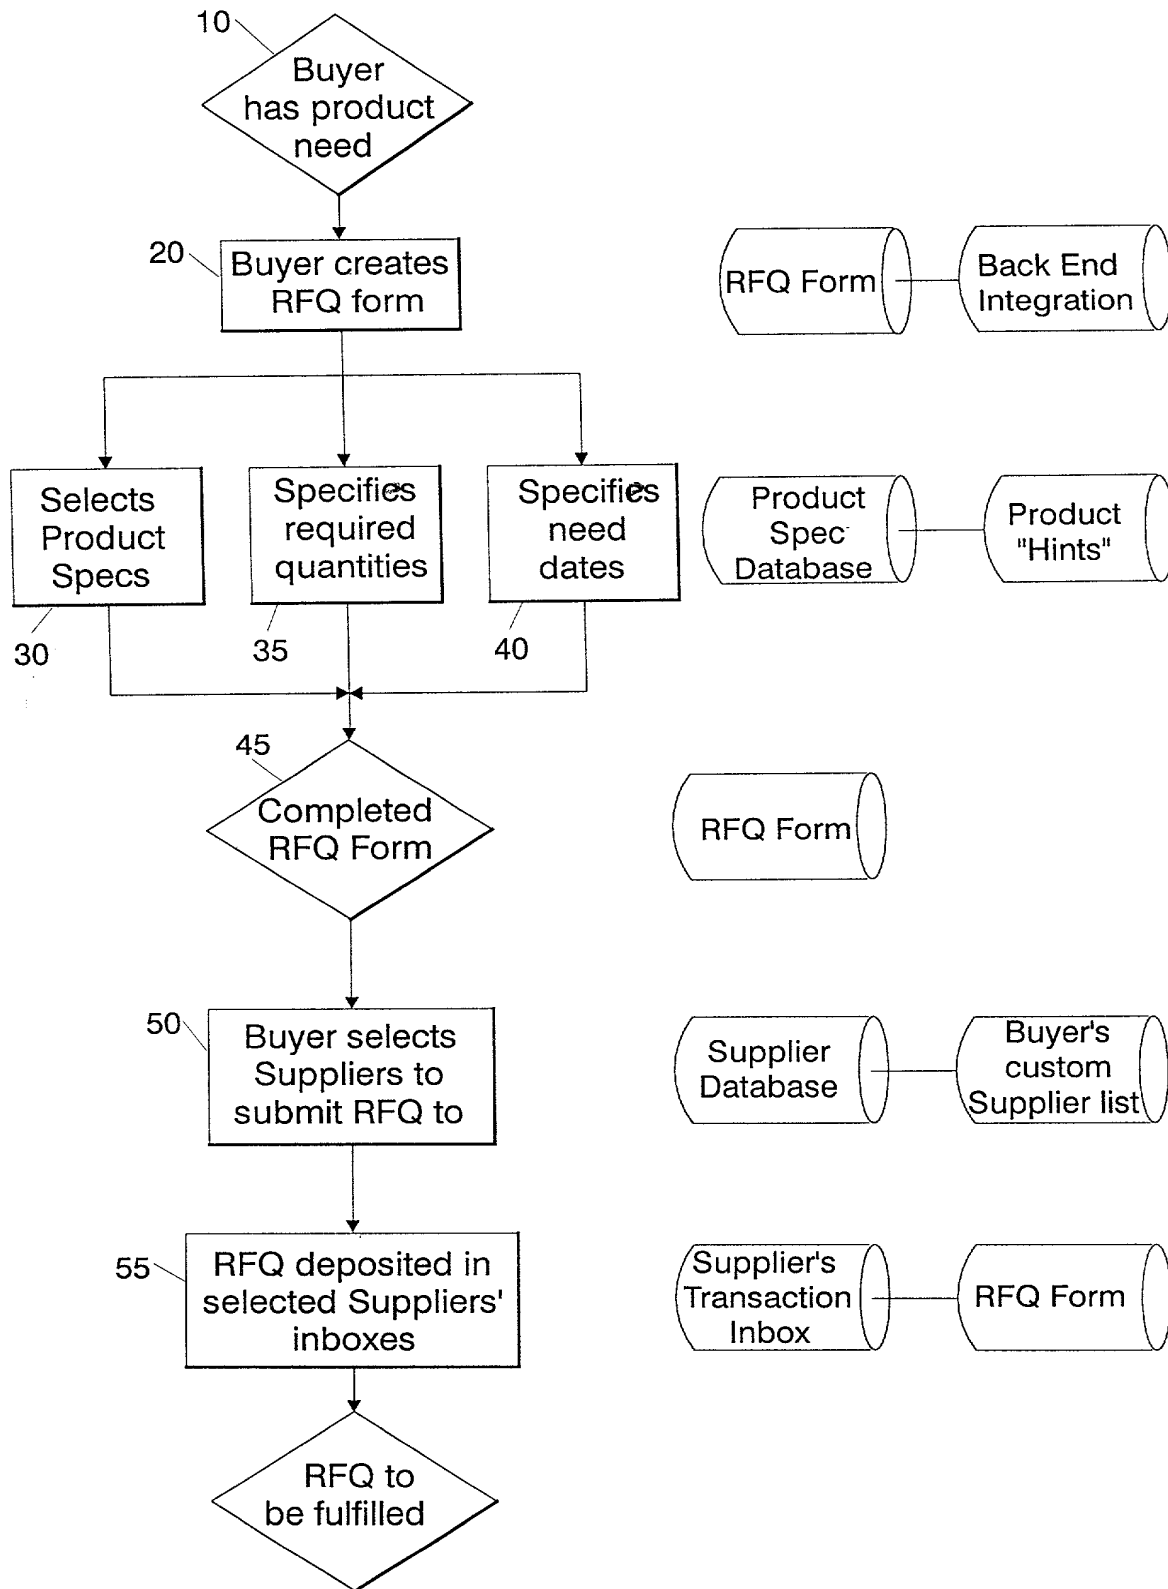 10
Buyer
has product
need
20
Buyer creates
RFQ form
RFQ Form
Back End
Integration
Selects
Product
Specs
Specifies
required
quantities
Specifies
need
dates
Product
Spec
Database
Product
"Hints"
30
35
40
45
Completed
RFQ Form
RFQ Form
50
Buyer selects
Suppliers to
submit RFQ to
Supplier
Database
Buyer's
custom
Supplier list
55
RFQ deposited in
selected Suppliers'
inboxes
Supplier's
Transaction
Inbox
RFQ Form
RFQ to
be fulfilled